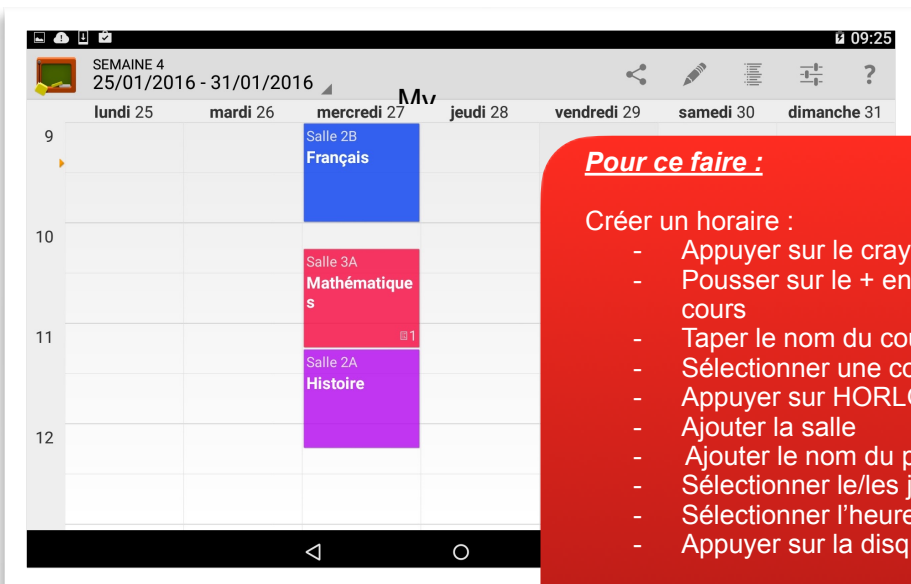 09:25
SEMAINE 4
25/01/2016 - 31/01/2016
My
lundi 25 mardi 26 mercredi 27 jeudi 28 vendredi 29 samedi 30 dimanche 31
9
Salle 2B
Français
10
Salle 3A
Mathématique
s
1
11
Salle 2A
Histoire
12
Pour ce faire :
Créer un horaire :
- Appuyer sur le cray
- Pousser sur le + en
cours
- Taper le nom du cou
- Sélectionner une co
- Appuyer sur
- Ajouter la salle
- Ajouter le nom du p
- Sélectionner le/les j
- Sélectionner l'heure
- Appuyer sur la disq